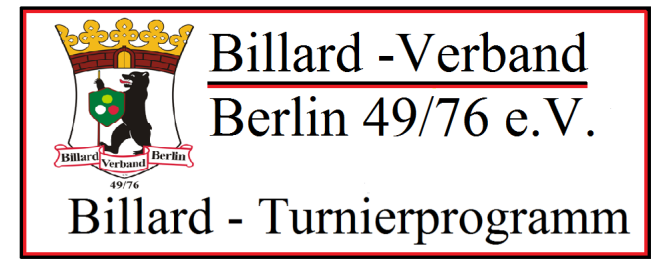 Billard -Verband
Berlin 49/76 e.V.
Billard Verband Berlin
49/76
Billard - Turnierprogramm